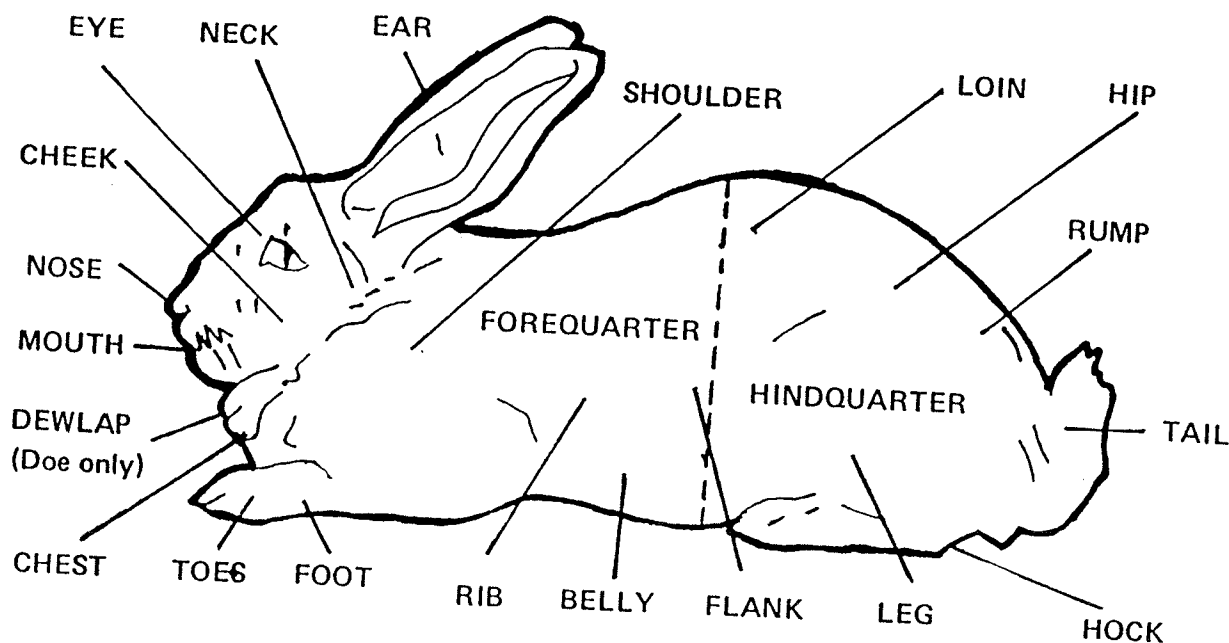 EYE
NECK
EAR
SHOULDER
LOIN
HIP
CHEEK
RUMP
NOSE
FOREQUARTER
MOUTH
HINDQUARTER
DEWLAP
(Doe only)
TAIL
CHEST
TOES
FOOT
RIB
BELLY
FLANK
LEG
HOCK